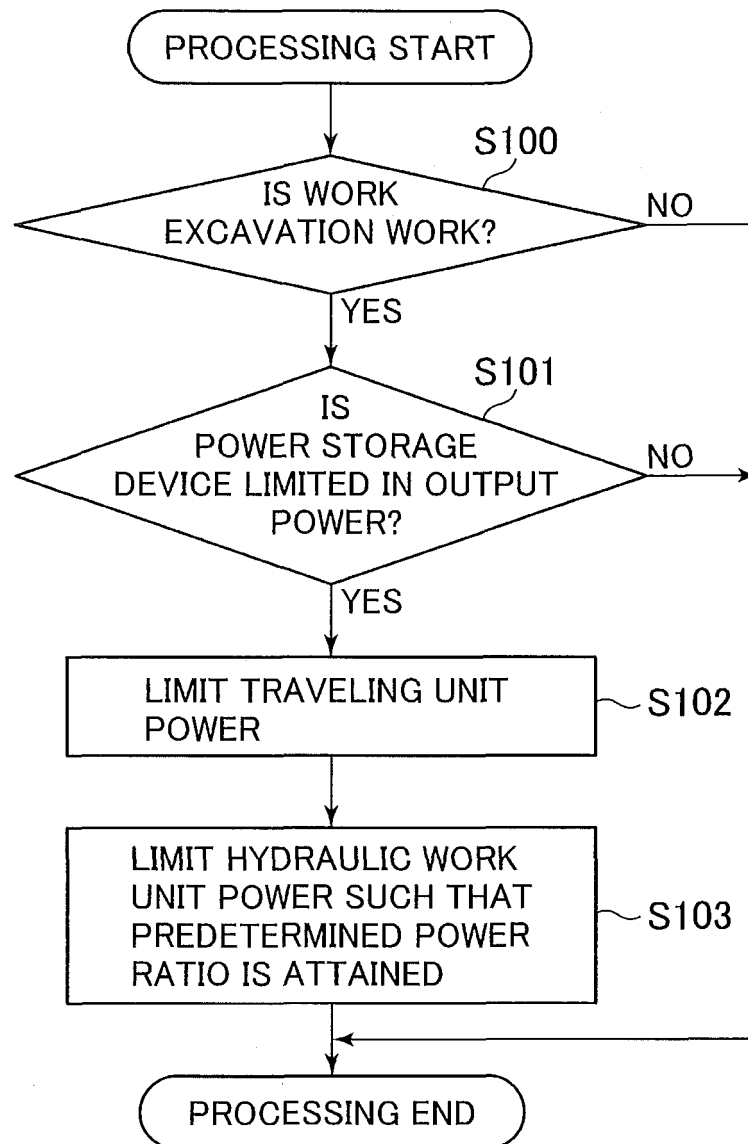 PROCESSING START
S100
IS WORK
EXCAVATION WORK?
NO
YES
S101
IS
POWER STORAGE
DEVICE LIMITED IN OUTPUT
POWER?
NO
YES
LIMIT TRAVELING UNIT
POWER
S102
LIMIT HYDRAULIC WORK
UNIT POWER SUCH THAT
PREDETERMINED POWER
RATIO IS ATTAINED
S103
PROCESSING END